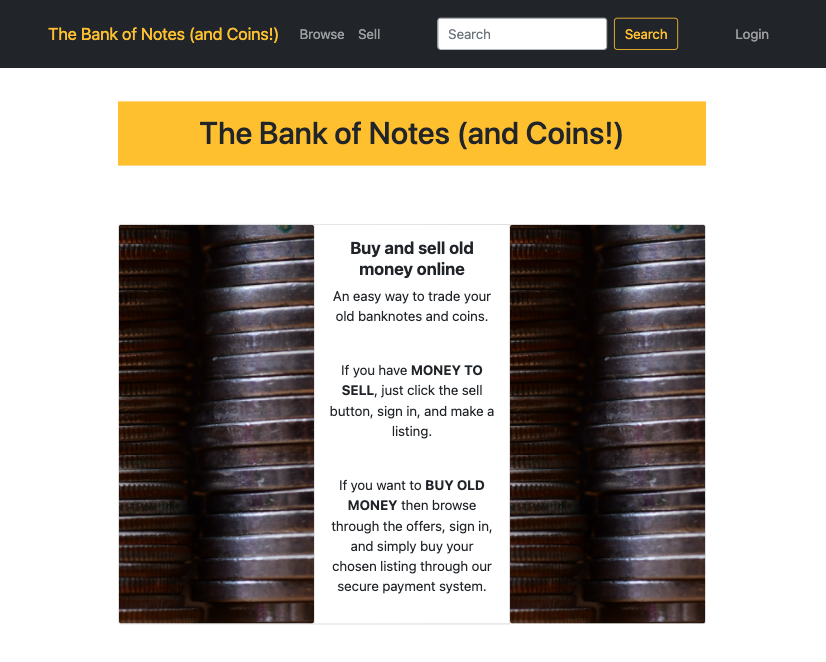 The Bank of Notes (and Coins!) Browse Sell Search Search Login
The Bank of Notes (and Coins!)
Buy and sell old
money online
An easy way to trade your
old banknotes and coins.
If you have MONEY TO
SELL, just click the sell
button, sign in, and make a
listing.
If you want to BUY OLD
MONEY then browse
through the offers, sign in,
and simply buy your
chosen listing through our
secure payment system.